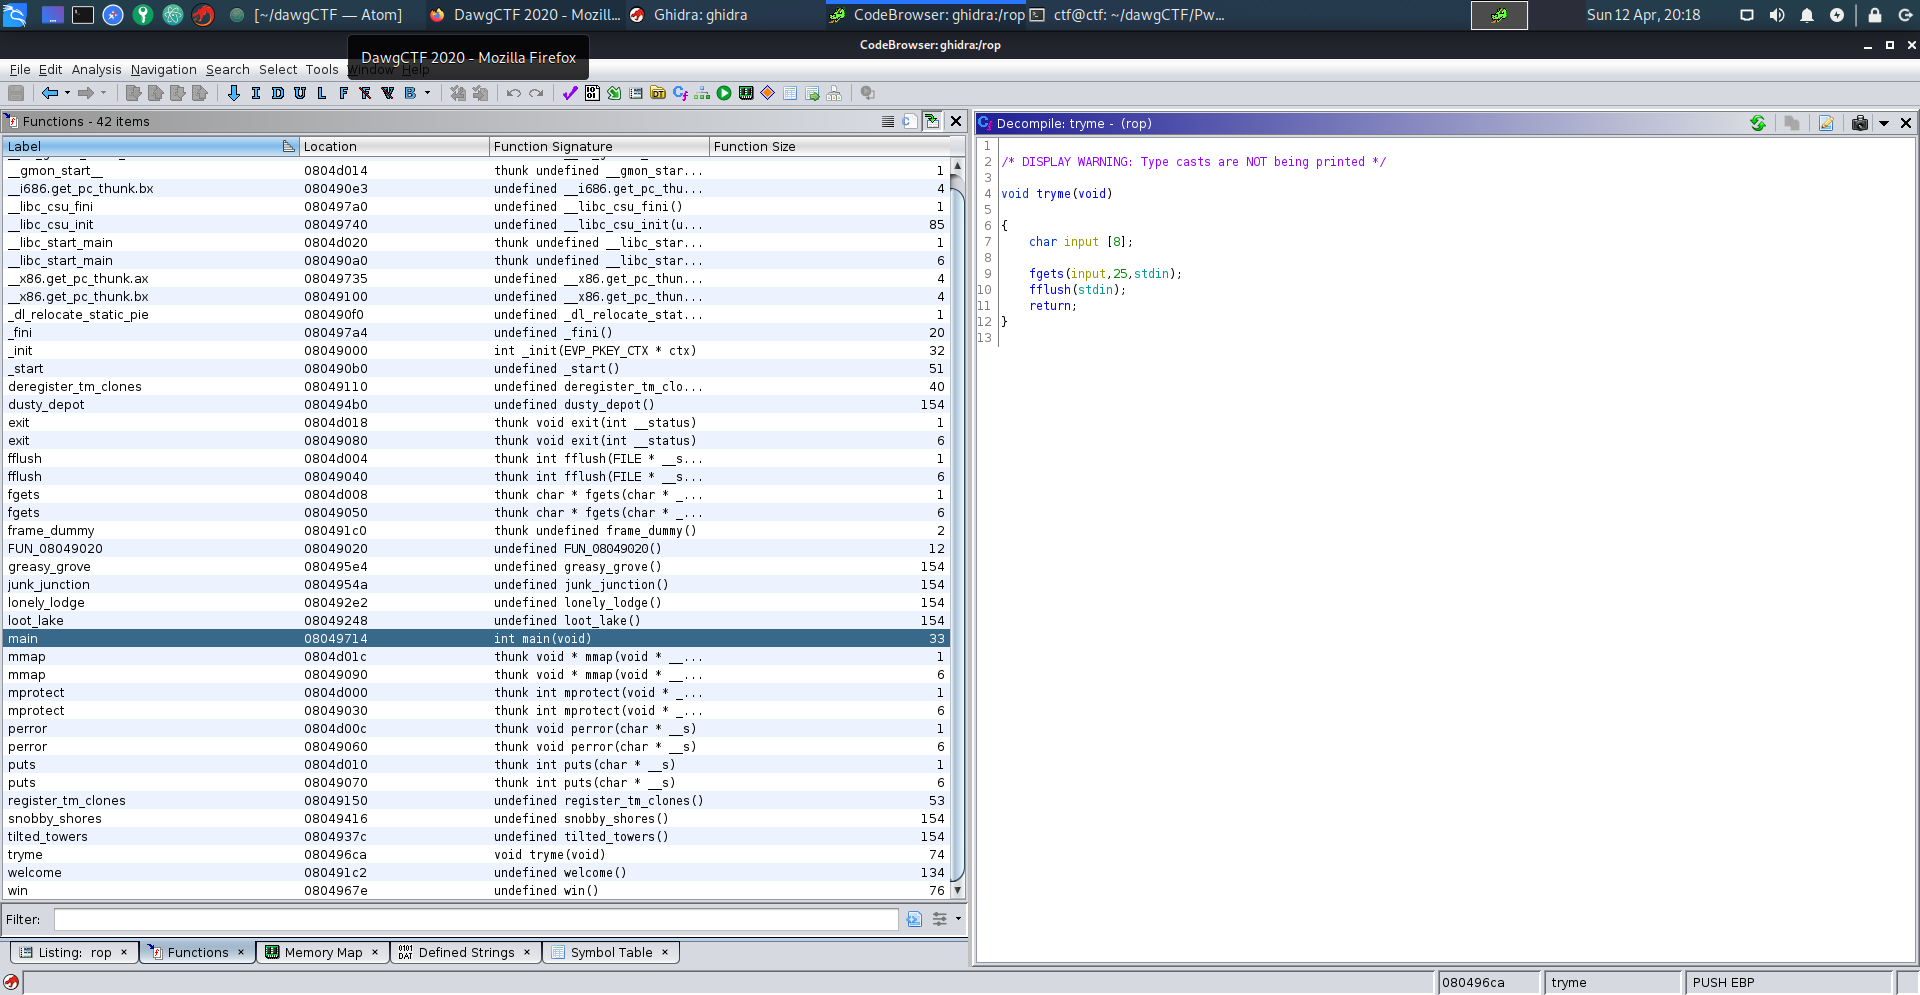 [~/dawgCTF — Atom] DawgCTF 2020 - Mozill... Ghidra: ghidra CodeBrowser: ghidra:/rop ctf@ctf: ~/dawgCTF/Pw... Sun 12 Apr, 20:18
CodeBrowser: ghidra:/rop
DawgCTF 2020 - Mozilla Firefox
File Edit Analysis Navigation Search Select Tools Window Help
I D U L F F V B
Functions - 42 items
Label Location Function Signature Function Size
__gmon_start__ 0804d014 thunk undefined __gmon_star... 1
__i686.get_pc_thunk.bx 080490e3 undefined __i686.get_pc_thu... 4
__libc_csu_fini 080497a0 undefined __libc_csu_fini() 1
__libc_csu_init 08049740 undefined __libc_csu_init(u... 85
__libc_start_main 0804d020 thunk undefined __libc_star... 1
__libc_start_main 080490a0 thunk undefined __libc_star... 6
__x86.get_pc_thunk.ax 08049735 undefined __x86.get_pc_thun... 4
__x86.get_pc_thunk.bx 08049100 undefined __x86.get_pc_thun... 4
_dl_relocate_static_pie 080490f0 undefined _dl_relocate_stat... 1
_fini 080497a4 undefined _fini() 20
_init 08049000 int _init(EVP_PKEY_CTX * ctx) 32
_start 080490b0 undefined _start() 51
deregister_tm_clones 08049110 undefined deregister_tm_clo... 40
dusty_depot 080494b0 undefined dusty_depot() 154
exit 0804d018 thunk void exit(int __status) 1
exit 08049080 thunk void exit(int __status) 6
fflush 0804d004 thunk int fflush(FILE * __s... 1
fflush 08049040 thunk int fflush(FILE * __s... 6
fgets 0804d008 thunk char * fgets(char * _... 1
fgets 08049050 thunk char * fgets(char * _... 6
frame_dummy 080491c0 thunk undefined frame_dummy() 2
FUN_08049020 08049020 undefined FUN_08049020() 12
greasy_grove 080495e4 undefined greasy_grove() 154
junk_junction 0804954a undefined junk_junction() 154
lonely_lodge 080492e2 undefined lonely_lodge() 154
loot_lake 08049248 undefined loot_lake() 154
main 08049714 int main(void) 33
mmap 0804d01c thunk void * mmap(void * __... 1
mmap 08049090 thunk void * mmap(void * __... 6
mprotect 0804d000 thunk int mprotect(void * _... 1
mprotect 08049030 thunk int mprotect(void * _... 6
perror 0804d00c thunk void perror(char * __s) 1
perror 08049060 thunk void perror(char * __s) 6
puts 0804d010 thunk int puts(char * __s) 1
puts 08049070 thunk int puts(char * __s) 6
register_tm_clones 08049150 undefined register_tm_clones() 53
snobby_shores 08049416 undefined snobby_shores() 154
tilted_towers 0804937c undefined tilted_towers() 154
tryme 080496ca void tryme(void) 74
welcome 080491c2 undefined welcome() 134
win 0804967e undefined win() 76
Filter:
Listing: rop × Functions × Memory Map × Defined Strings × Symbol Table ×
Decompile: tryme - (rop)
1
2 /* DISPLAY WARNING: Type casts are NOT being printed */
3
4 void tryme(void)
5
6 {
7 char input [8];
8
9 fgets(input,25,stdin);
10 fflush(stdin);
11 return;
12 }
13
080496ca tryme PUSH EBP